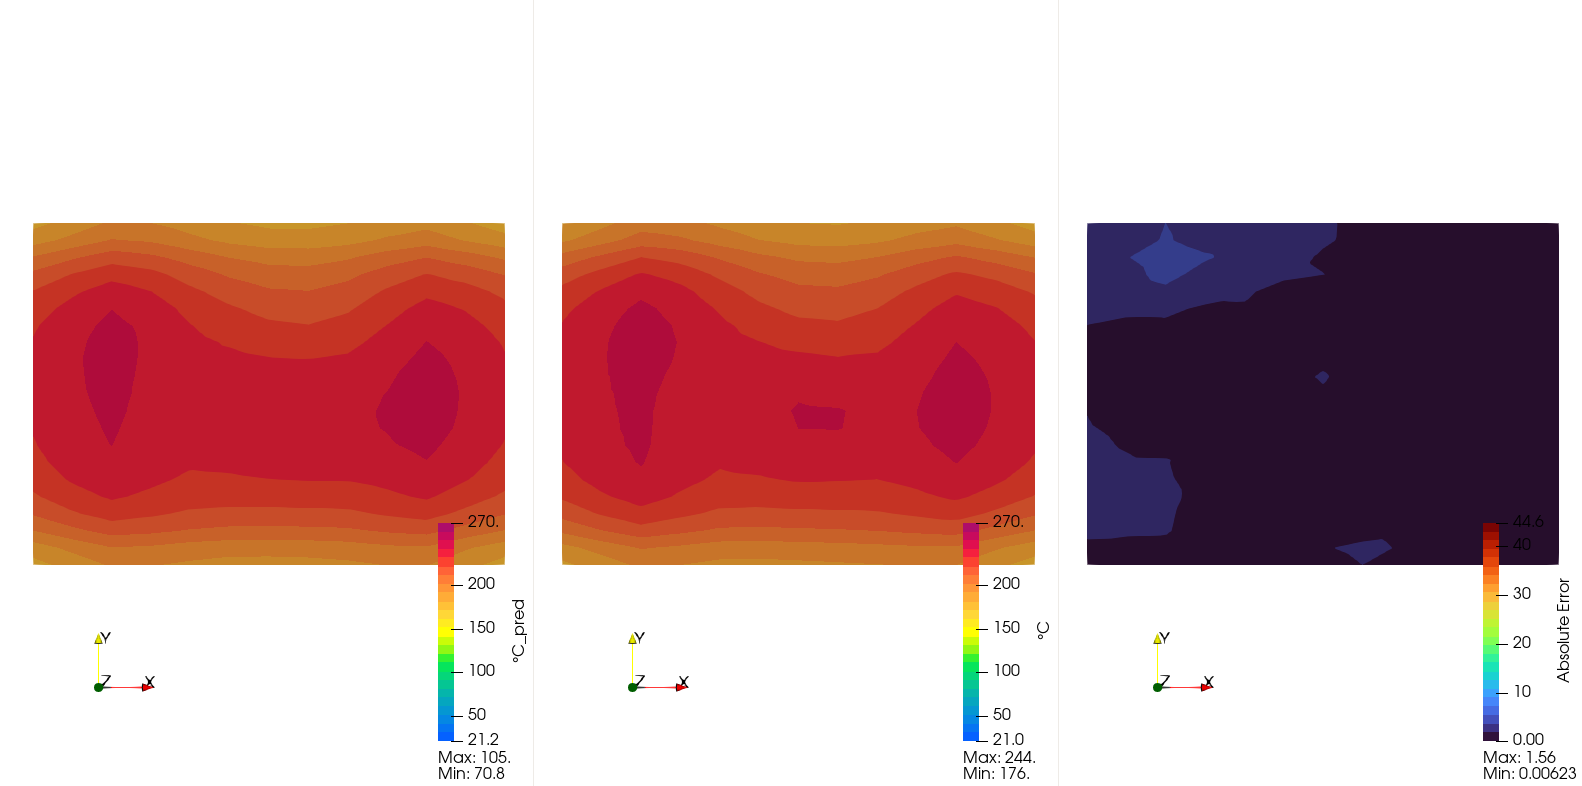 270.
200
150
100
50
21.2
°C_pred
Max: 105.
Min: 70.8
Y
Z
X
270.
200
150
100
50
21.0
°C
Max: 244.
Min: 176.
Y
Z
X
44.6
40
30
20
10
0.00
Absolute Error
Max: 1.56
Min: 0.00623
Y
Z
X